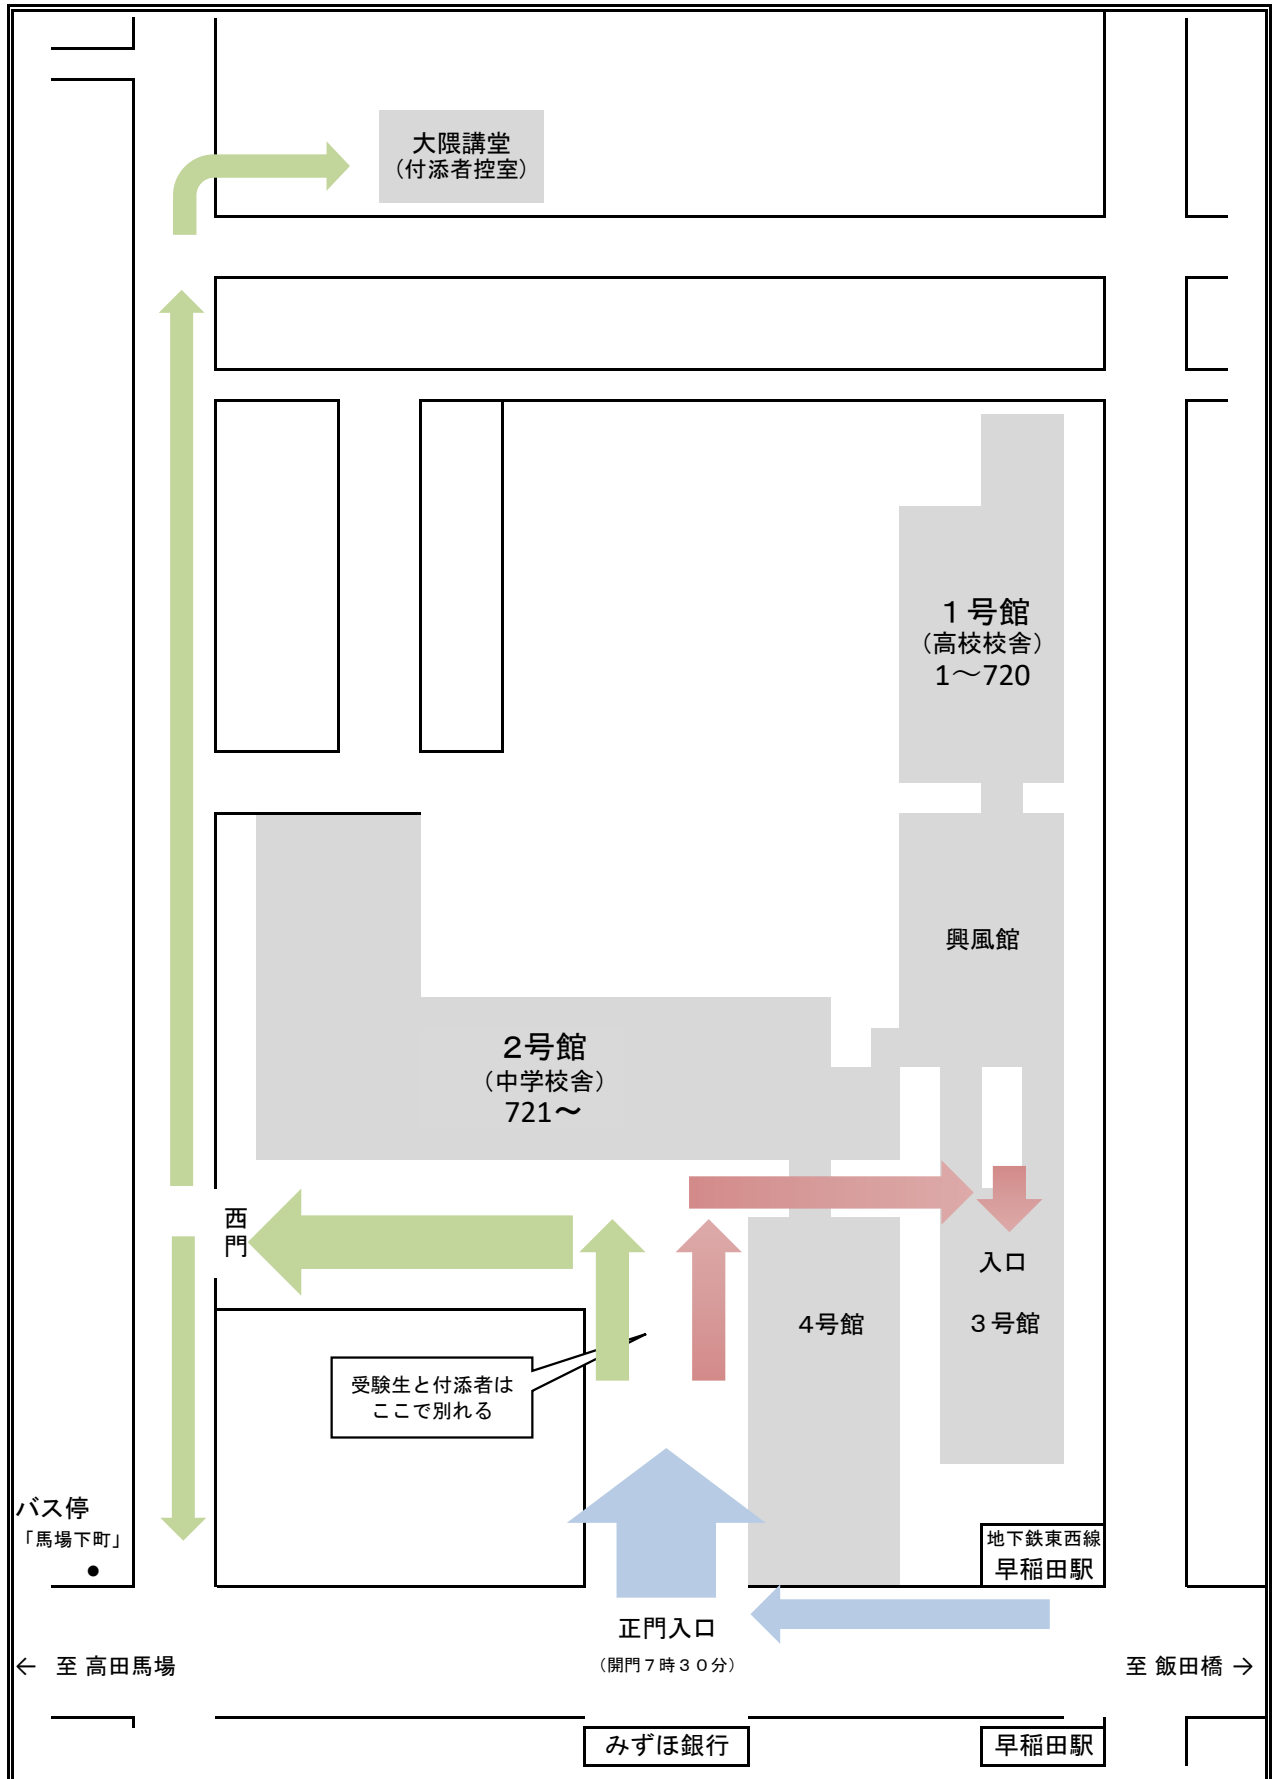 大隈講堂
（付添者控室）
１号館
（高校校舎）
1～720
興風館
２号館
（中学校舎）
721～
西
門
入口
４号館
３号館
受験生と付添者は
ここで別れる
バス停
「馬場下町」
地下鉄東西線
早稲田駅
正門入口
（開門７時３０分）
← 至 高田馬場
至 飯田橋 →
みずほ銀行
早稲田駅